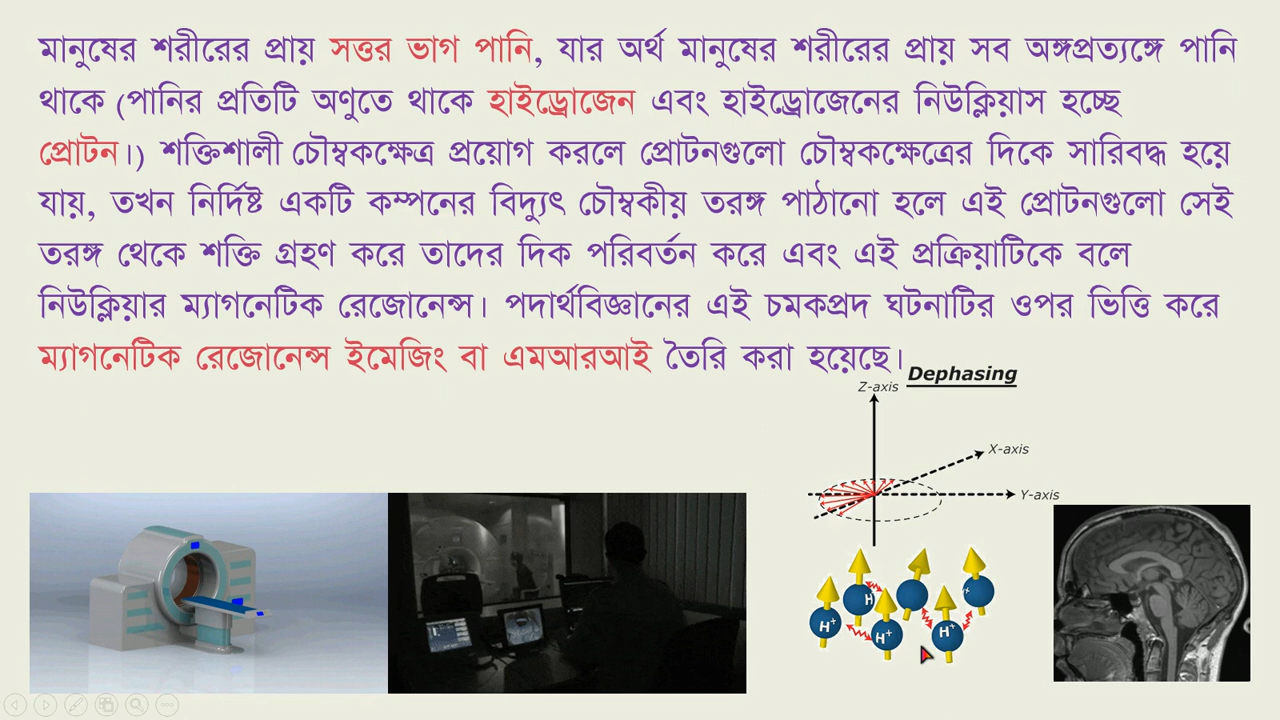 মানুষের শরীরের প্রায় সত্তর ভাগ পানি, যার অর্থ মানুষের শরীরের প্রায় সব অঙ্গপ্রত্যঙ্গে পানি
থাকে (পানির প্রতিটি অণুতে থাকে হাইড্রোজেন এবং হাইড্রোজেনের নিউক্লিয়াস হচ্ছে
প্রোটন।) শক্তিশালী চৌম্বকক্ষেত্র প্রয়োগ করলে প্রোটনগুলো চৌম্বকক্ষেত্রের দিকে সারিবদ্ধ হয়ে
যায়, তখন নির্দিষ্ট একটি কম্পনের বিদ্যুৎ চৌম্বকীয় তরঙ্গ পাঠানো হলে এই প্রোটনগুলো সেই
তরঙ্গ থেকে শক্তি গ্রহণ করে তাদের দিক পরিবর্তন করে এবং এই প্রক্রিয়াটিকে বলে
নিউক্লিয়ার ম্যাগনেটিক রেজোনেন্স। পদার্থবিজ্ঞানের এই চমকপ্রদ ঘটনাটির ওপর ভিত্তি করে
ম্যাগনেটিক রেজোনেন্স ইমেজিং বা এমআরআই তৈরি করা হয়েছে।
Dephasing
Z-axis
X-axis
Y-axis
H
H+
H+
H+